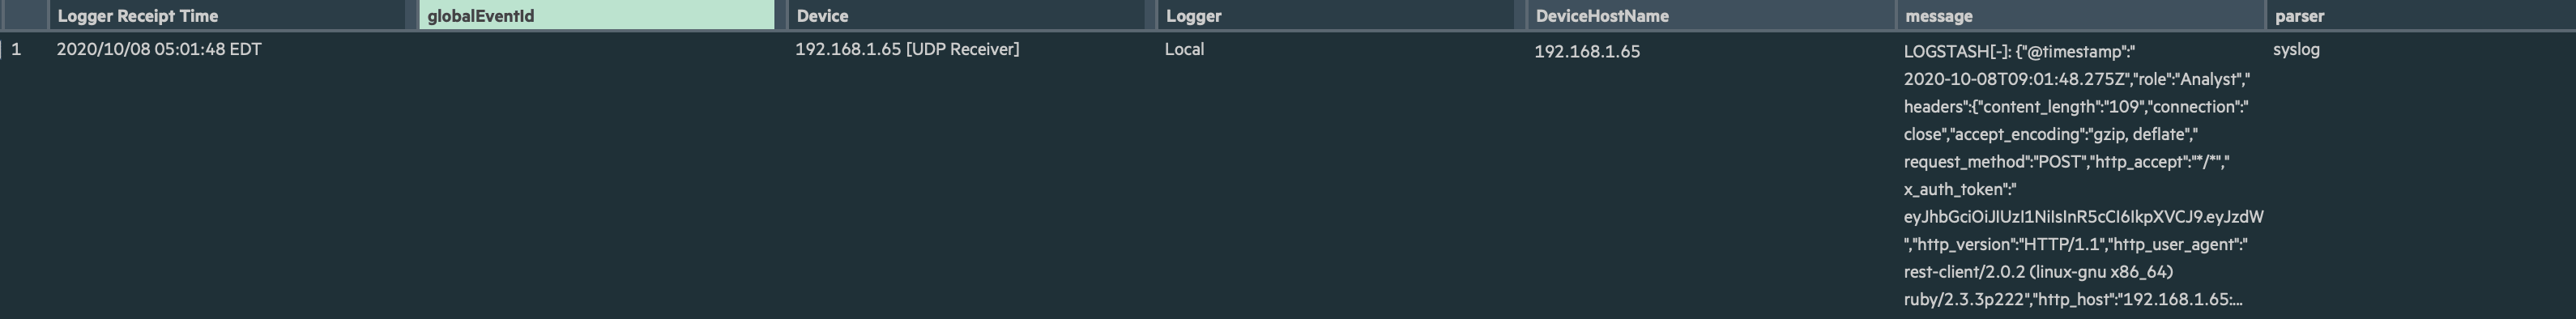 Logger Receipt Time globalEventId Device Logger DeviceHostName message parser
1 2020/10/08 05:01:48 EDT 192.168.1.65 [UDP Receiver] Local 192.168.1.65 LOGSTASH[-]: {"@timestamp":" syslog
2020-10-08T09:01:48.275Z","role":"Analyst","
headers":{"content_length":"109","connection":"
close","accept_encoding":"gzip, deflate","
request_method":"POST","http_accept":"*/*","
x_auth_token":"
eyJhbGciOiJIUzI1NiIsInR5cCI6IkpXVCJ9.eyJzdW
","http_version":"HTTP/1.1","http_user_agent":"
rest-client/2.0.2 (linux-gnu x86_64)
ruby/2.3.3p222","http_host":"192.168.1.65:...